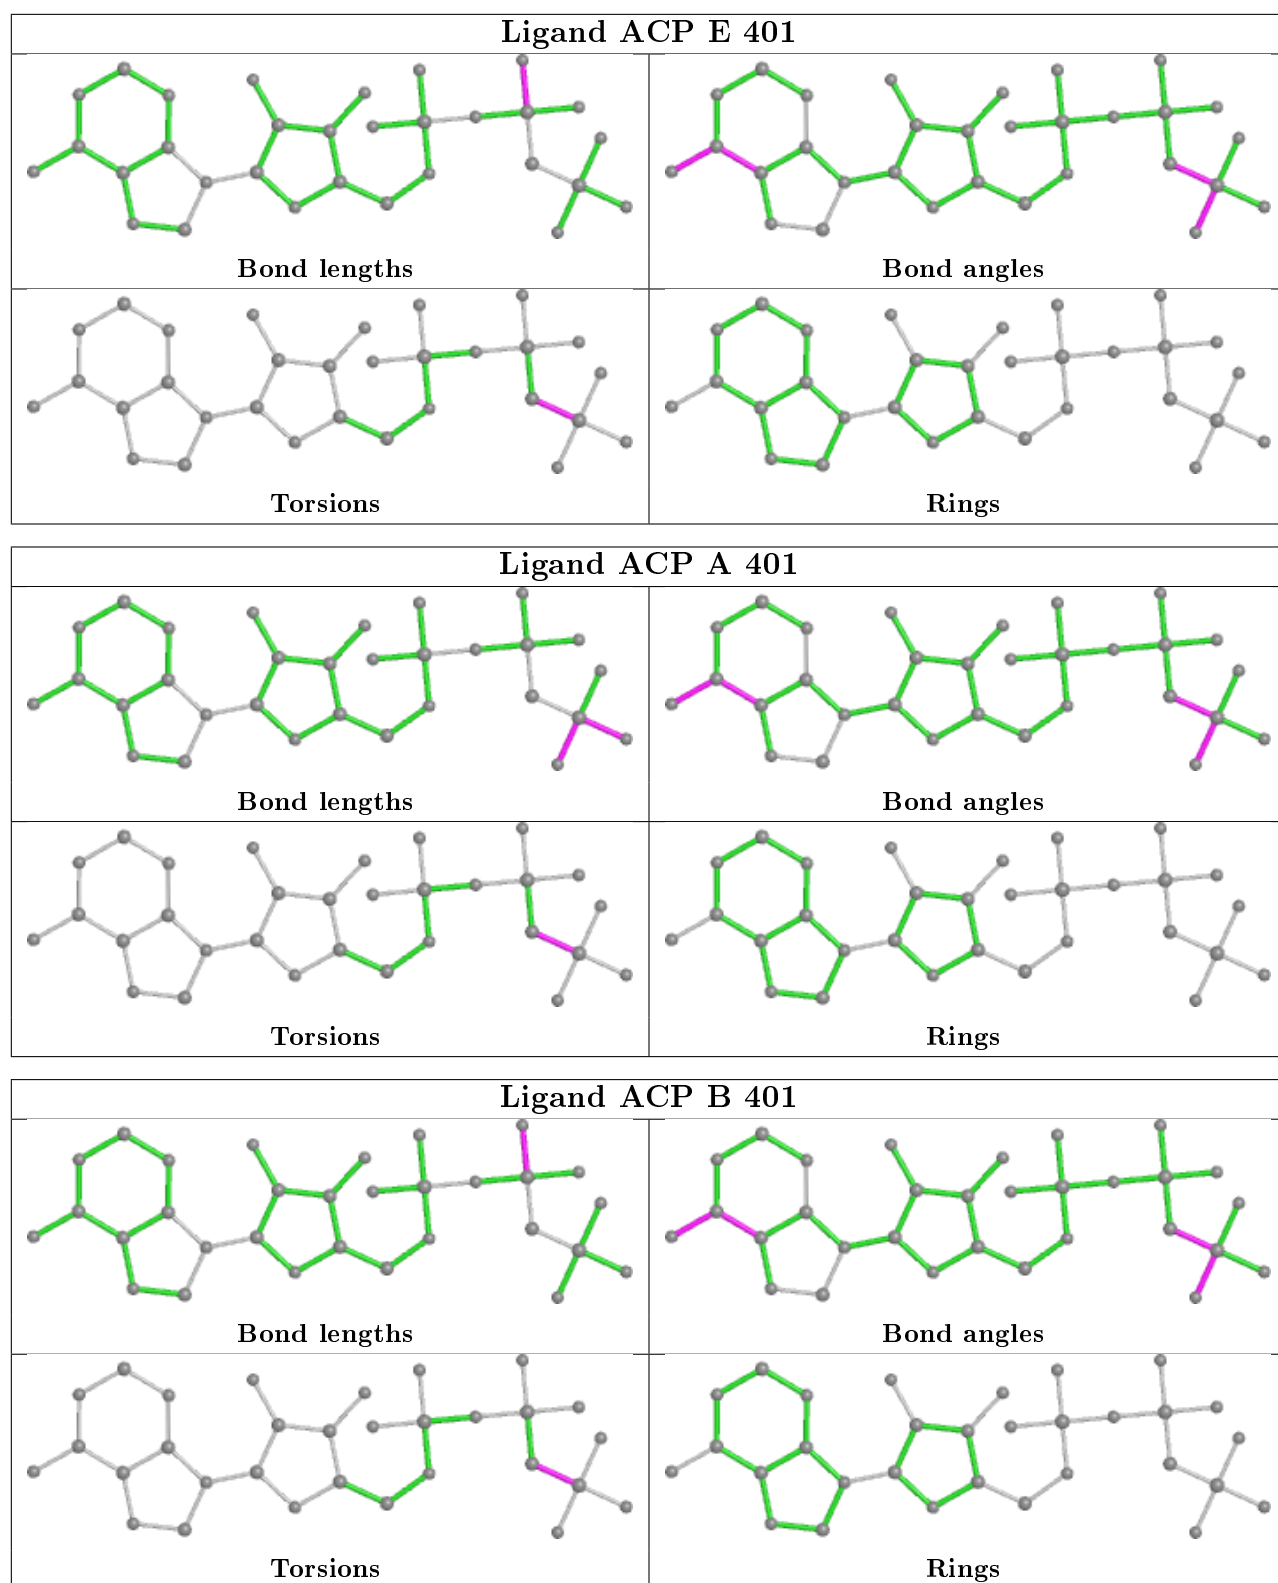 Ligand ACP E 401
Bond lengths
Bond angles
Torsions
Rings
Ligand ACP A 401
Bond lengths
Bond angles
Torsions
Rings
Ligand ACP B 401
Bond lengths
Bond angles
Torsions
Rings